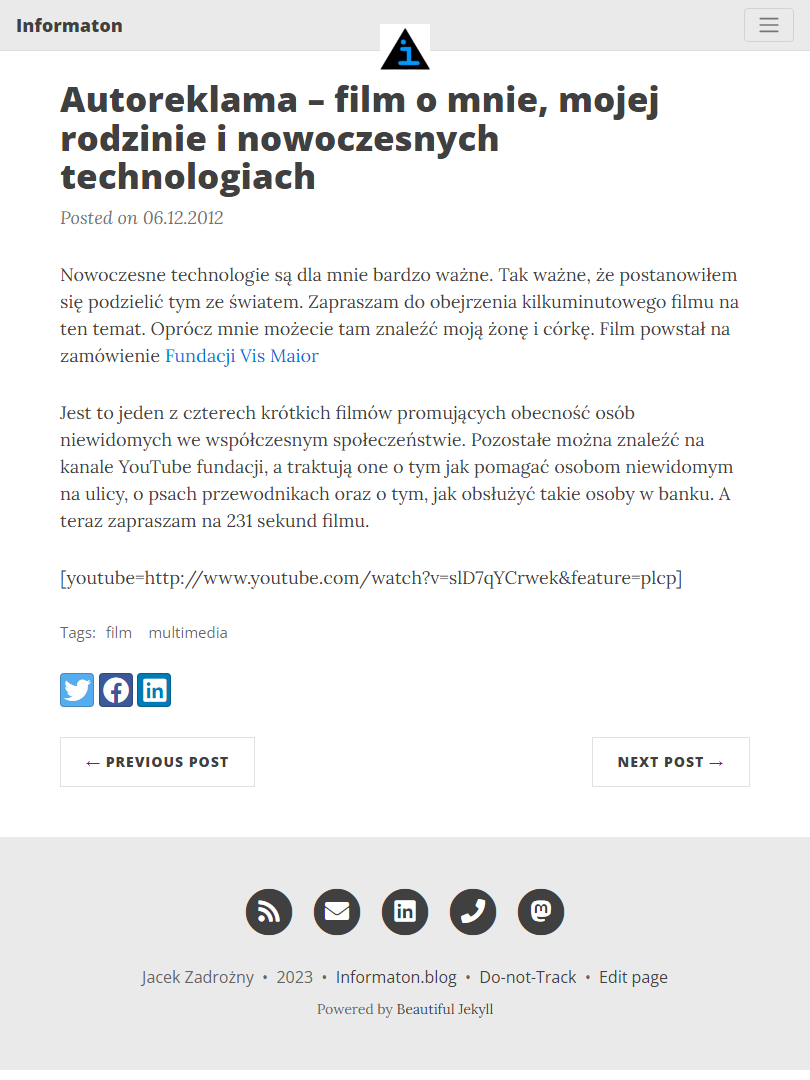 Informaton
i
Autoreklama – film o mnie, mojej
rodzinie i nowoczesnych
technologiach
Posted on 06.12.2012
Nowoczesne technologie są dla mnie bardzo ważne. Tak ważne, że postanowiłem
się podzielić tym ze światem. Zapraszam do obejrzenia kilkuminutowego filmu na
ten temat. Oprócz mnie możecie tam znaleźć moją żonę i córkę. Film powstał na
zamówienie Fundacji Vis Maior
Jest to jeden z czterech krótkich filmów promujących obecność osób
niewidomych we współczesnym społeczeństwie. Pozostałe można znaleźć na
kanale YouTube fundacji, a traktują one o tym jak pomagać osobom niewidomym
na ulicy, o psach przewodnikach oraz o tym, jak obsłużyć takie osoby w banku. A
teraz zapraszam na 231 sekund filmu.
[youtube=http://www.youtube.com/watch?v=slD7qYCrwek&feature=plcp]
Tags: film multimedia
← PREVIOUS POST
NEXT POST →
Jacek Zadrożny • 2023 • Informaton.blog • Do-not-Track • Edit page
Powered by Beautiful Jekyll